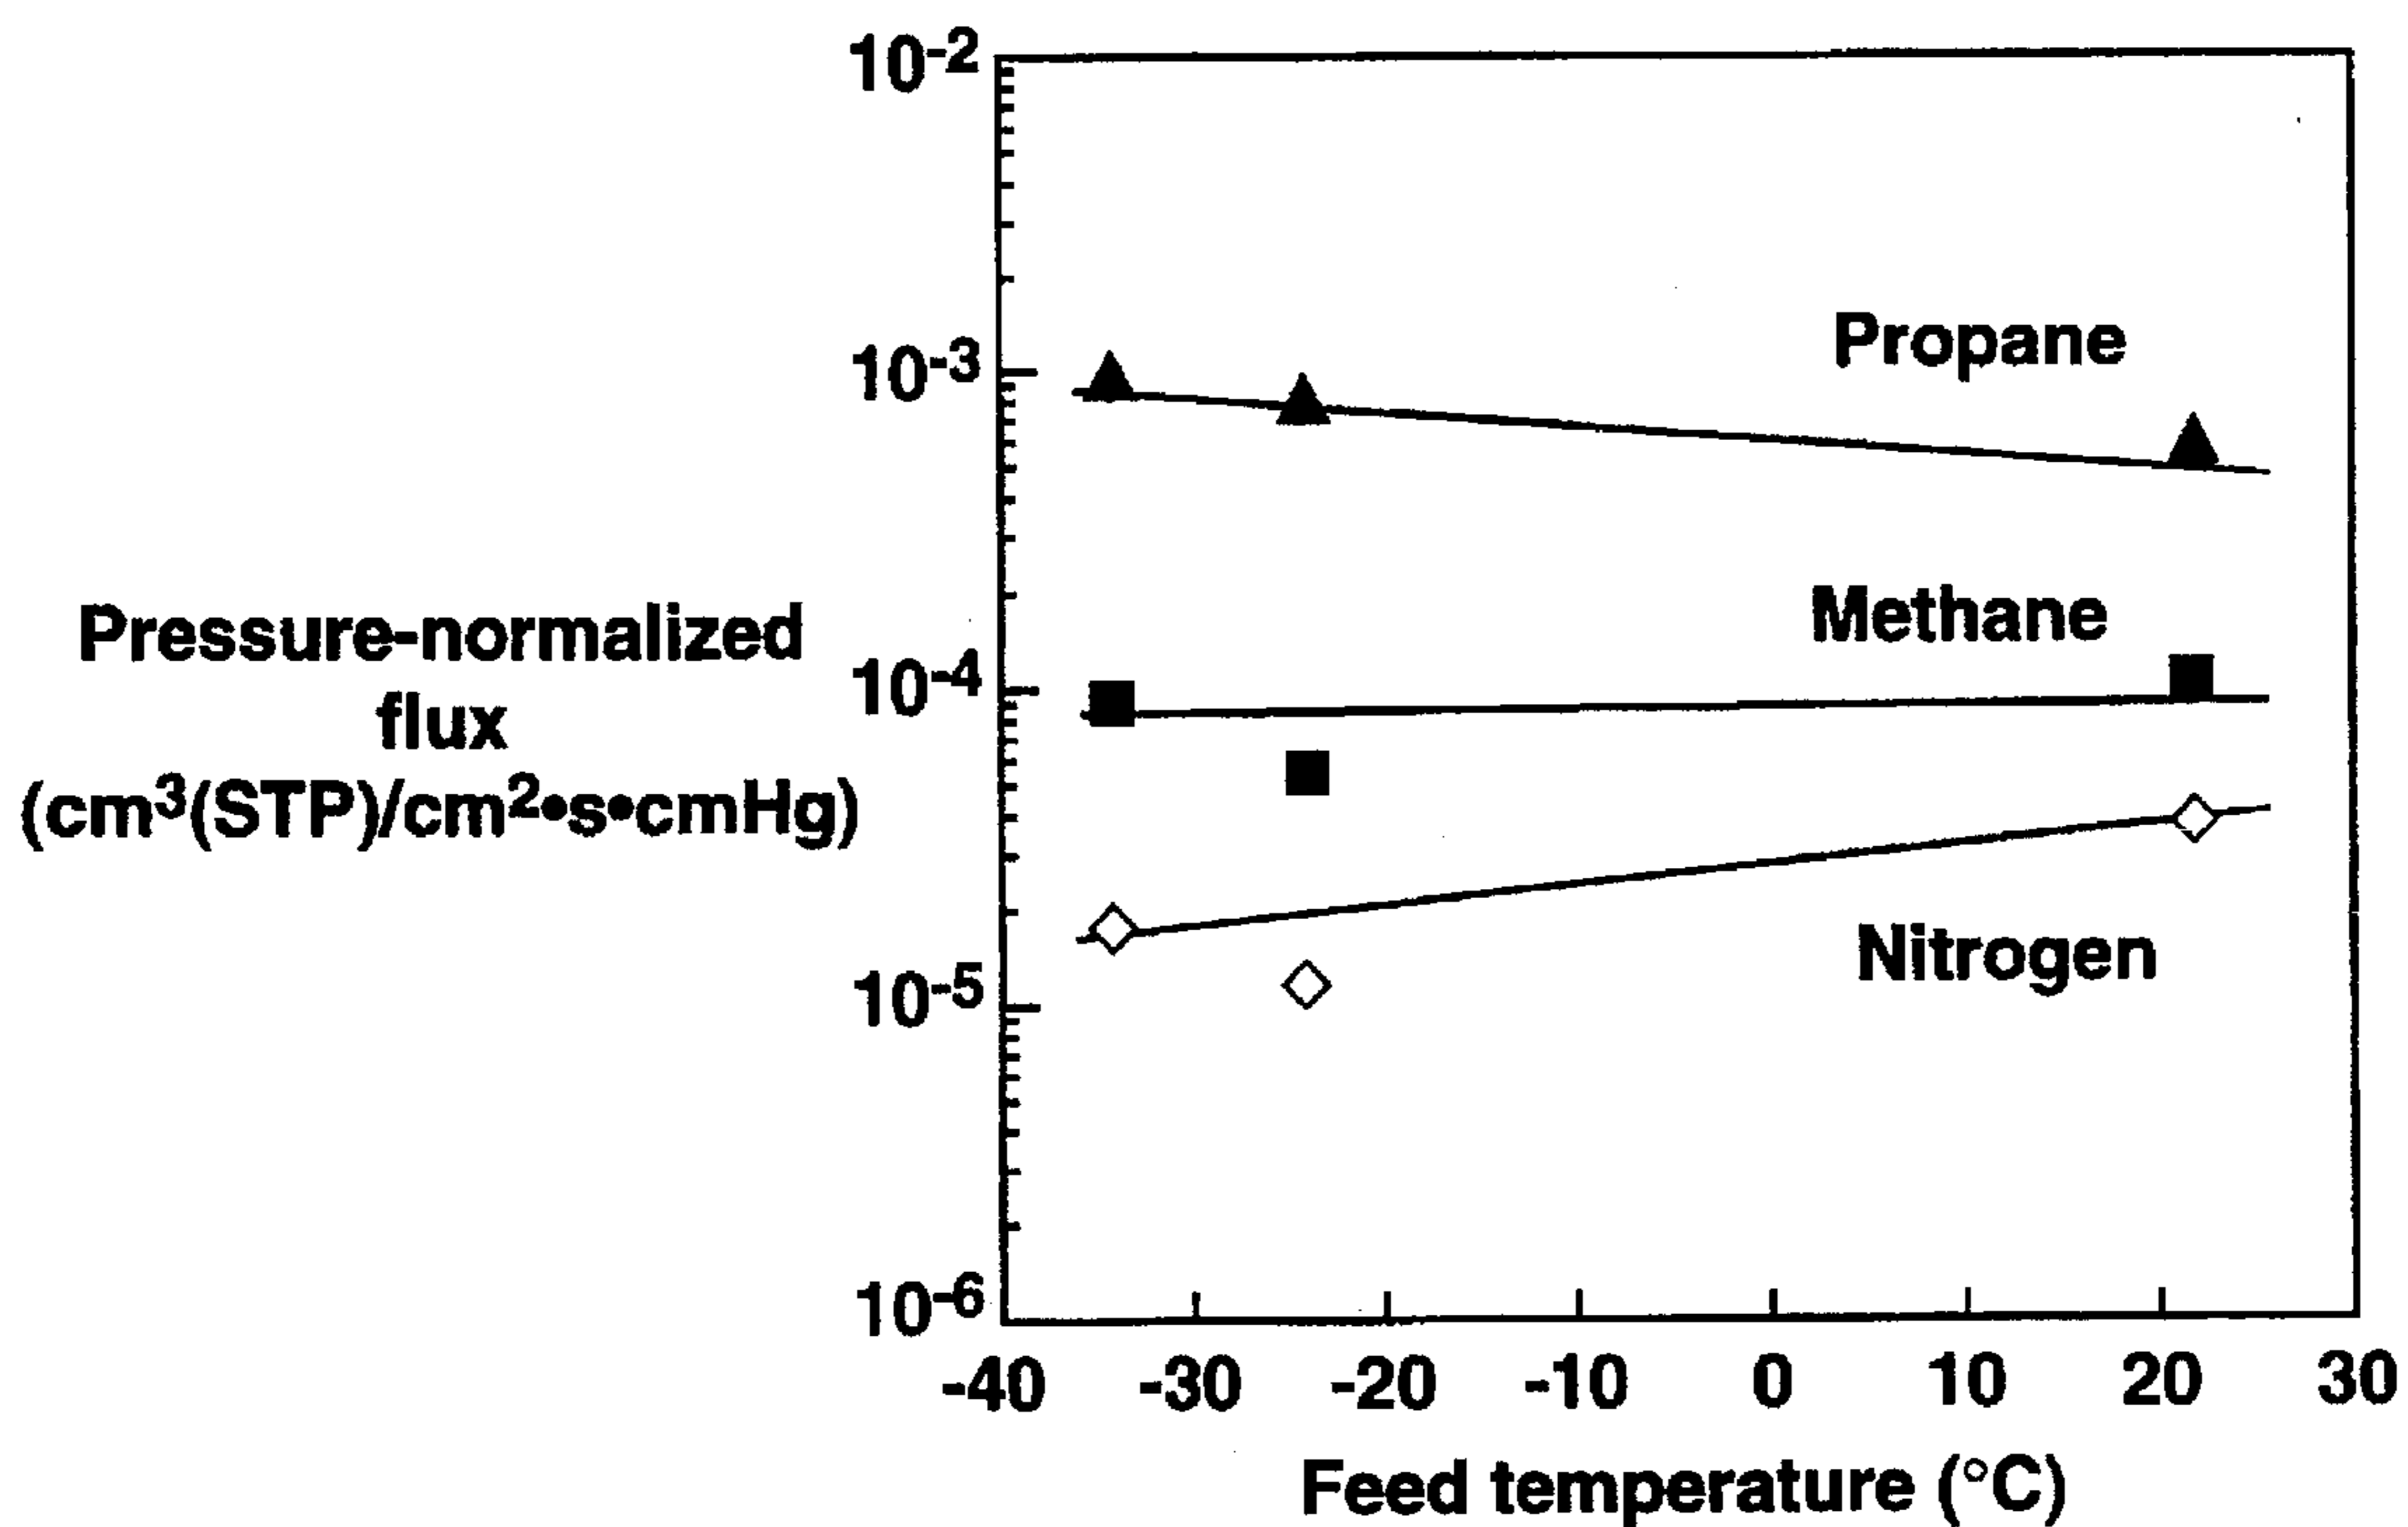 10-2
10-3
10-4
10-5
10-6
Pressure-normalized
flux
(cm3(STP)/cm2•s•cmHg)
Propane
Methane
Nitrogen
-40 -30 -20 -10 0 10 20 30
Feed temperature (°C)